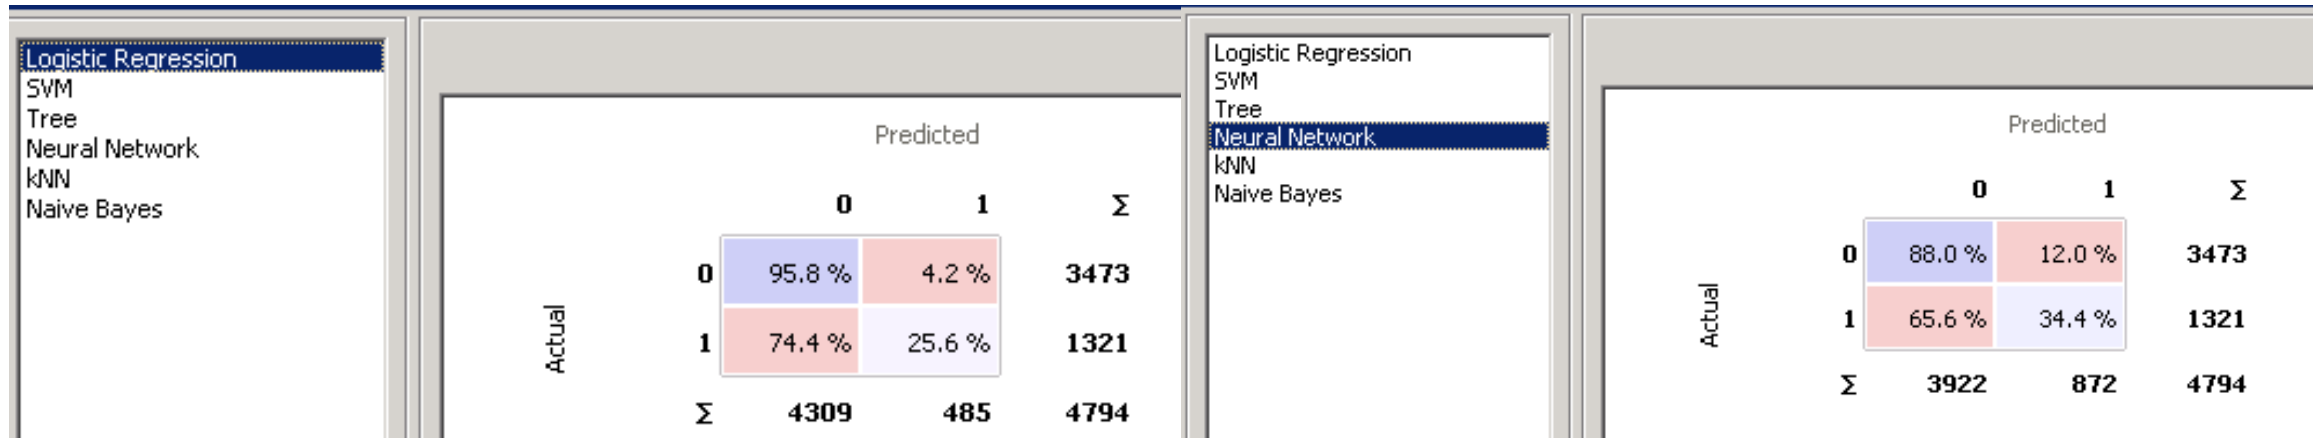 Logistic Regression
SVM
Tree
Neural Network
kNN
Naive Bayes
Predicted
0 1 Σ
0 95.8 % 4.2 % 3473
Actual
1 74.4 % 25.6 % 1321
Σ 4309 485 4794
Logistic Regression
SVM
Tree
Neural Network
kNN
Naive Bayes
Predicted
0 1 Σ
0 88.0 % 12.0 % 3473
Actual
1 65.6 % 34.4 % 1321
Σ 3922 872 4794